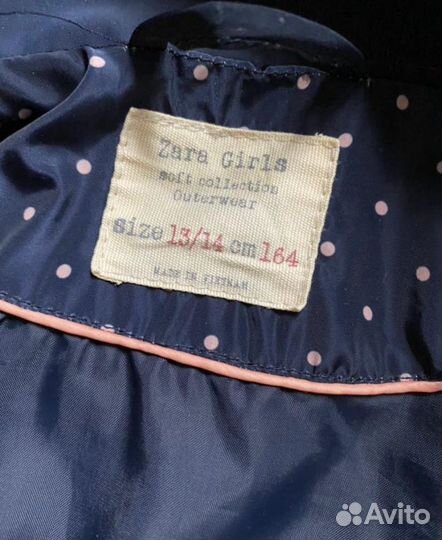 Zara Girls
soft collection
Outerwear
size 13/14 cm 164
MADE IN VIETNAM
Avito